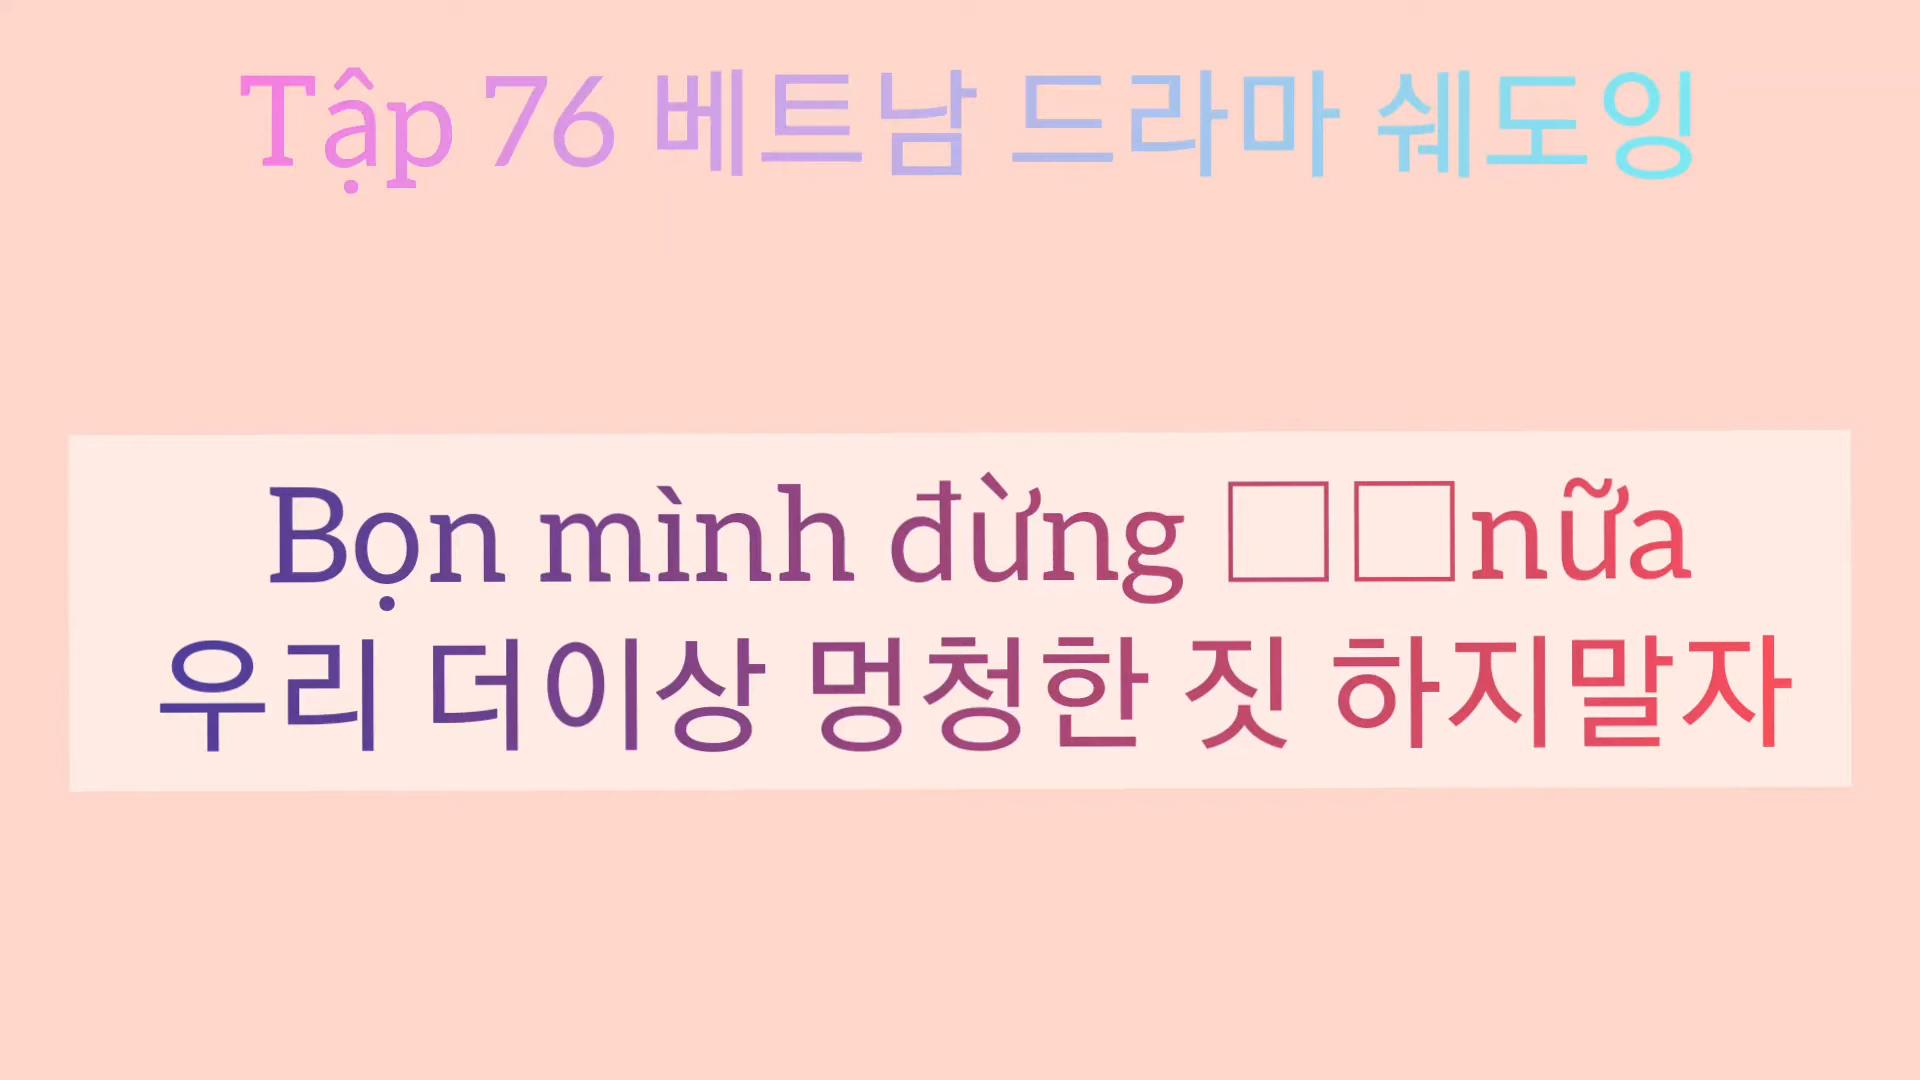 Tập 76 베트남 드라마 쉐도잉
Bọn mình đừng □□nữa
우리 더이상 멍청한 짓 하지말자